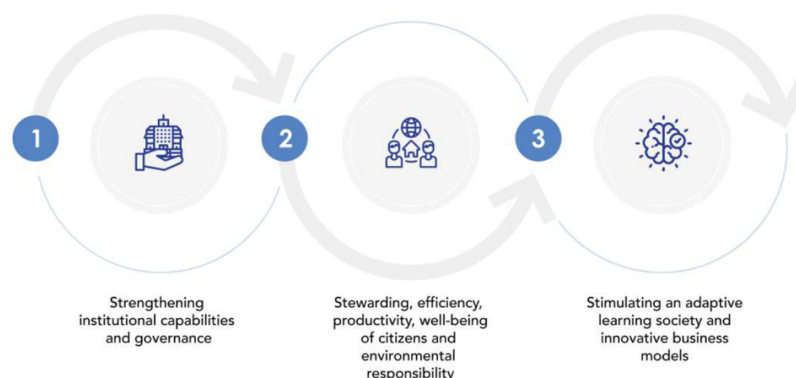 1
2
3
Strengthening
institutional capabilities
and governance
Stewarding, efficiency,
productivity, well-being
of citizens and
environmental
responsibility
Stimulating an adaptive
learning society and
innovative business
models